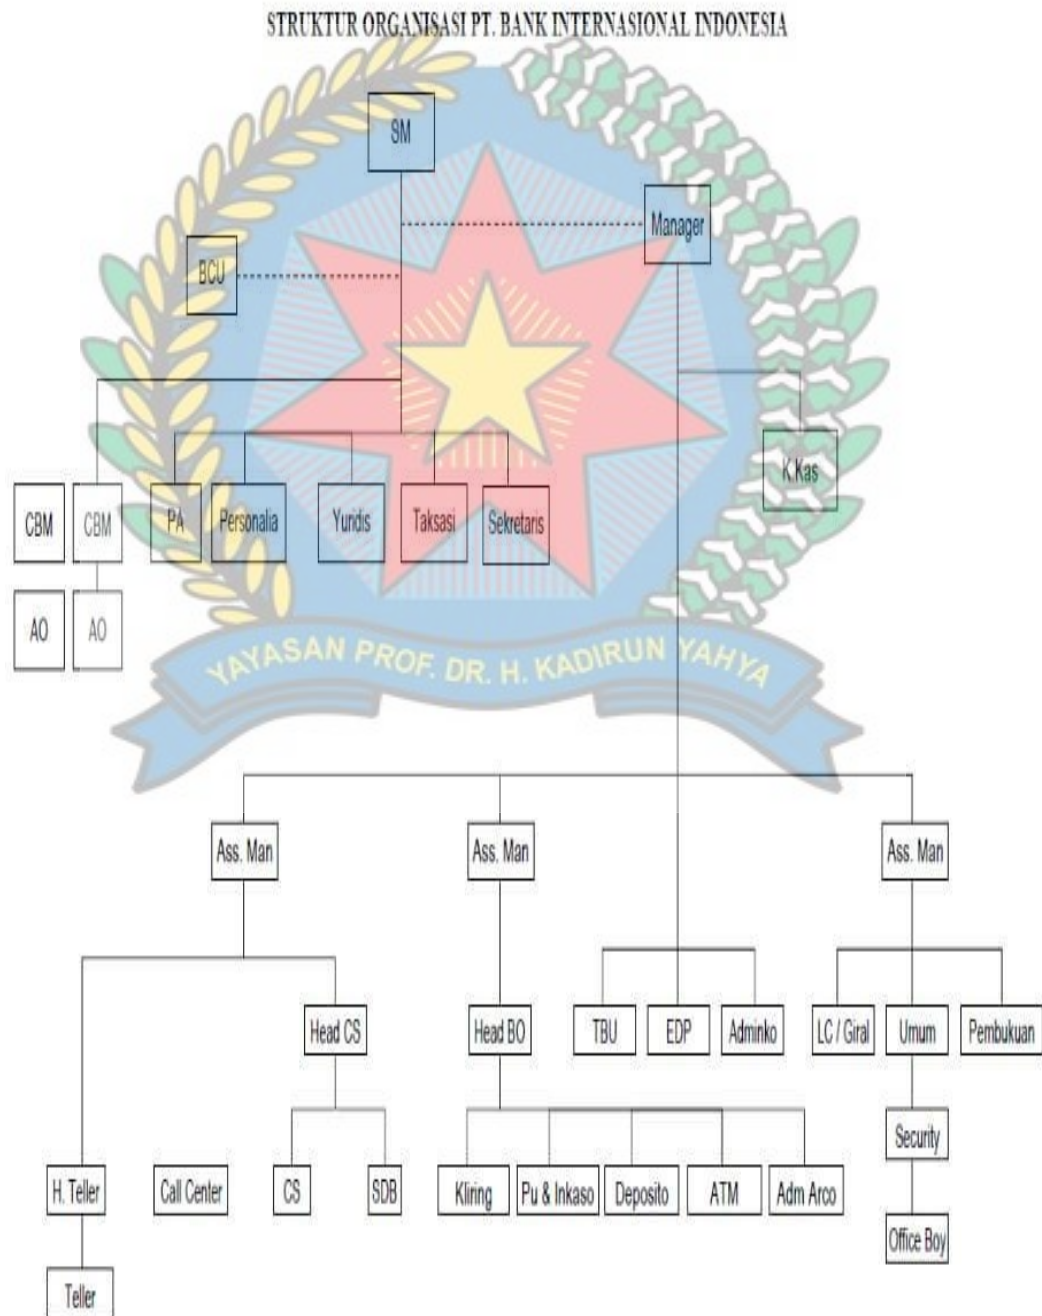 STRUKTUR ORGANISASI PT. BANK INTERNASIONAL INDONESIA
SM
Manager
BCU
K.Kas
CBM
CBM
PA
Personalia
Yuridis
Taksasi
Sekretaris
AO
AO
YAYASAN PROF. DR. H. KADIRUN YAHYA
Ass. Man
Ass. Man
Ass. Man
Head CS
Head BO
TBU
EDP
Adminko
LC / Giral
Umum
Pembukuan
Security
H. Teller
Call Center
CS
SDB
Kliring
Pu & Inkaso
Deposito
ATM
Adm Arco
Office Boy
Teller